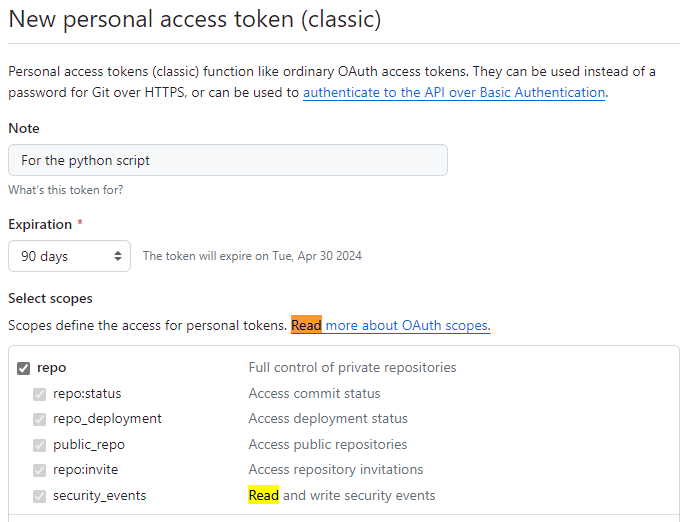 New personal access token (classic)
Personal access tokens (classic) function like ordinary OAuth access tokens. They can be used instead of a
password for Git over HTTPS, or can be used to authenticate to the API over Basic Authentication.
Note
For the python script
What's this token for?
Expiration *
90 days The token will expire on Tue, Apr 30 2024
Select scopes
Scopes define the access for personal tokens. Read more about OAuth scopes.
repo Full control of private repositories
repo:status Access commit status
repo_deployment Access deployment status
public_repo Access public repositories
repo:invite Access repository invitations
security_events Read and write security events